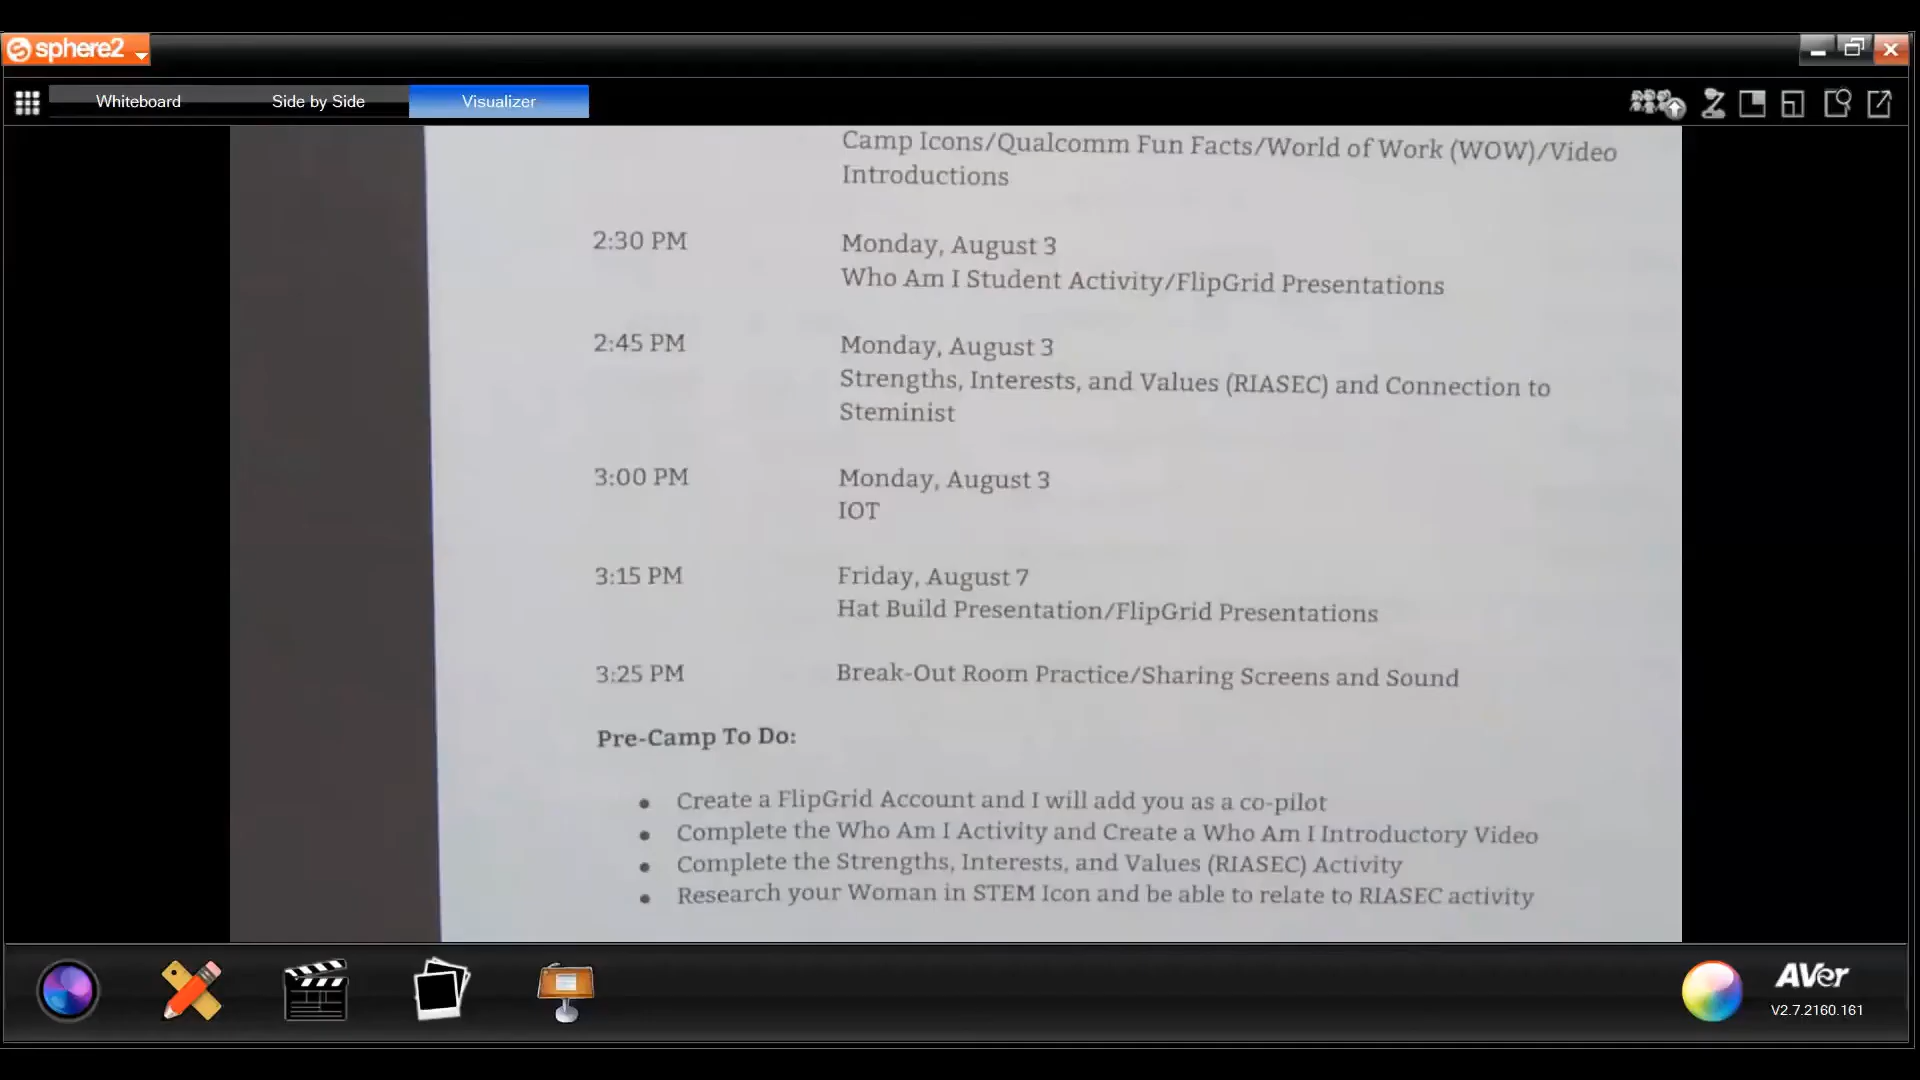 sphere2
Whiteboard
Side by Side
Visualizer
Camp Icons/Qualcomm Fun Facts/World of Work (WOW)/Video
Introductions
2:30 PM
Monday, August 3
Who Am I Student Activity/FlipGrid Presentations
2:45 PM
Monday, August 3
Strengths, Interests, and Values (RIASEC) and Connection to
Steminist
3:00 PM
Monday, August 3
IOT
3:15 PM
Friday, August 7
Hat Build Presentation/FlipGrid Presentations
3:25 PM
Break-Out Room Practice/Sharing Screens and Sound
Pre-Camp To Do:
• Create a FlipGrid Account and I will add you as a co-pilot
• Complete the Who Am I Activity and Create a Who Am I Introductory Video
• Complete the Strengths, Interests, and Values (RIASEC) Activity
• Research your Woman in STEM Icon and be able to relate to RIASEC activity
AVer
V2.7.2160.161